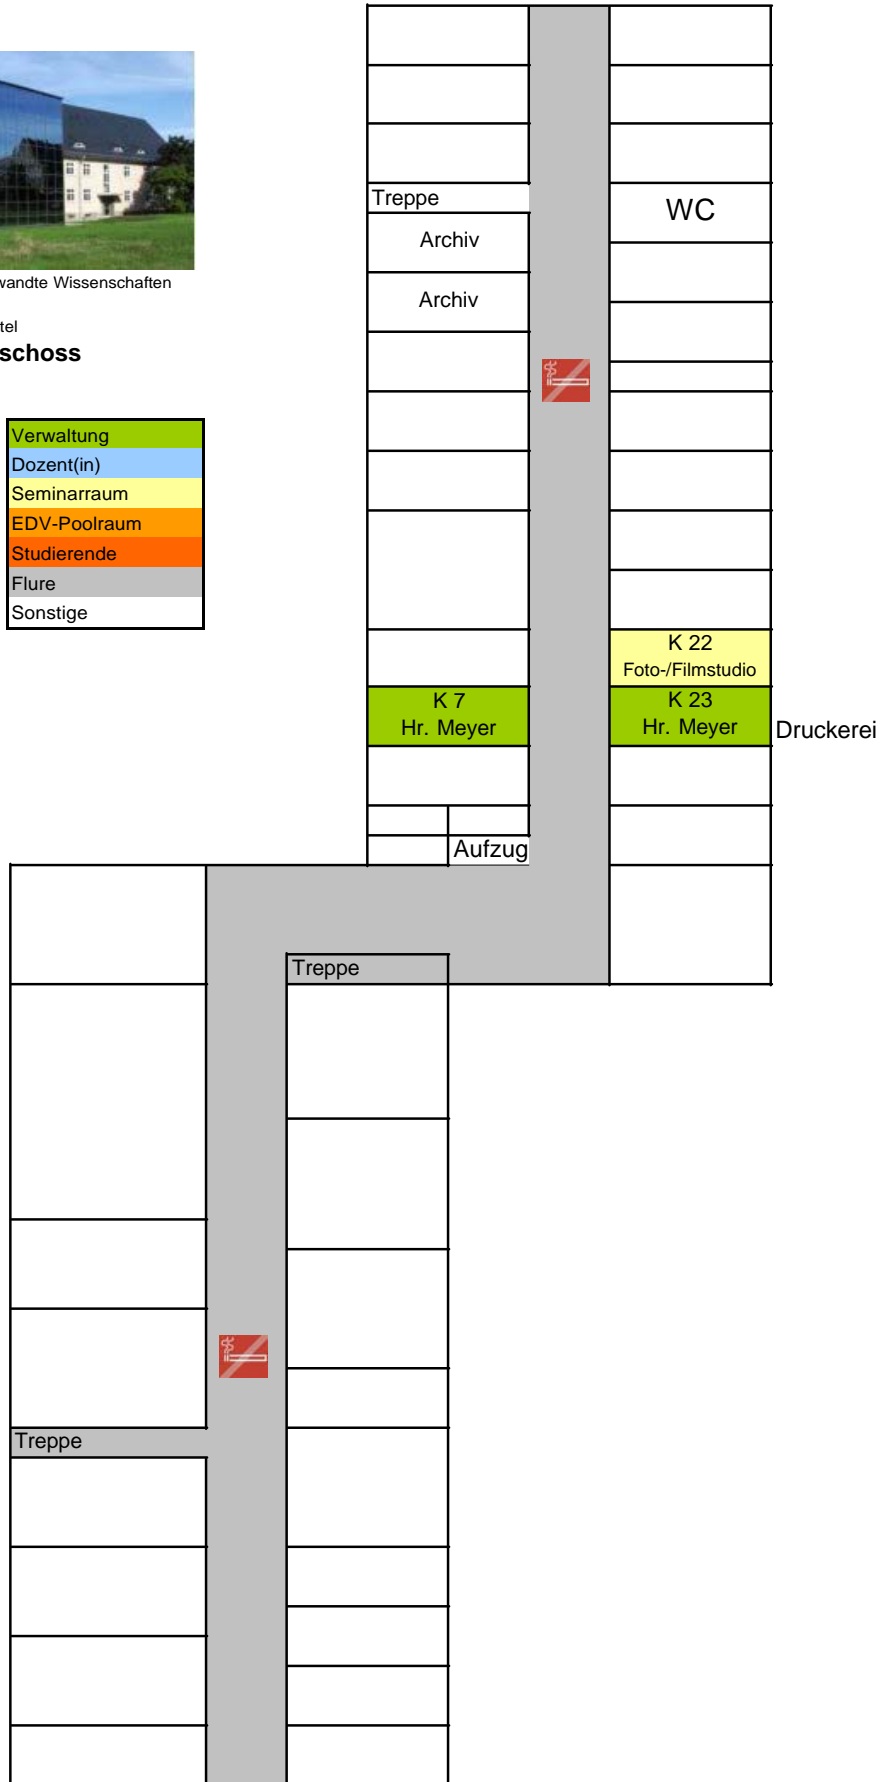 wandte Wissenschaften
tel
schoss
Verwaltung
Dozent(in)
Seminarraum
EDV-Poolraum
Studierende
Flure
Sonstige
Treppe
WC
Archiv
Archiv
K 22
Foto-/Filmstudio
K 7
Hr. Meyer
K 23
Hr. Meyer
Druckerei
Aufzug
Treppe
Treppe